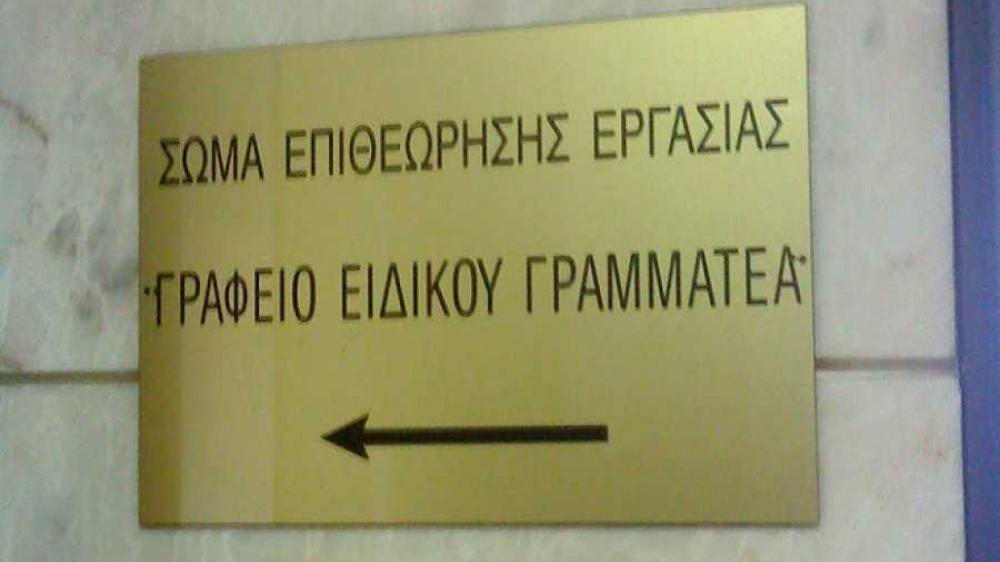 ΣΩΜΑ ΕΠΙΘΕΩΡΗΣΗΣ ΕΡΓΑΣΙΑΣ
ΓΡΑΦΕΙΟ ΕΙΔΙΚΟΥ ΓΡΑΜΜΑΤΕΑ